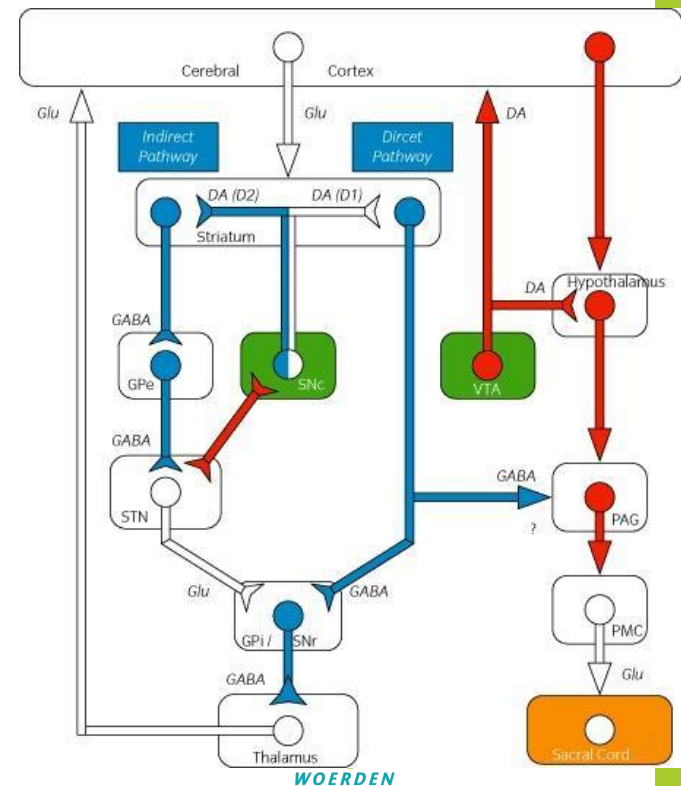 Cerebral Cortex
Glu
Glu
DA
Indirect
Pathway
Dircet
Pathway
DA (D2)
DA (D1)
Striatum
DA
Hypothalamus
GABA
GPe
SNc
VTA
GABA
GABA
STN
?
PAG
Glu
GABA
GPi / SNr
PMC
GABA
Glu
Thalamus
Sacral Cord
WOERDEN